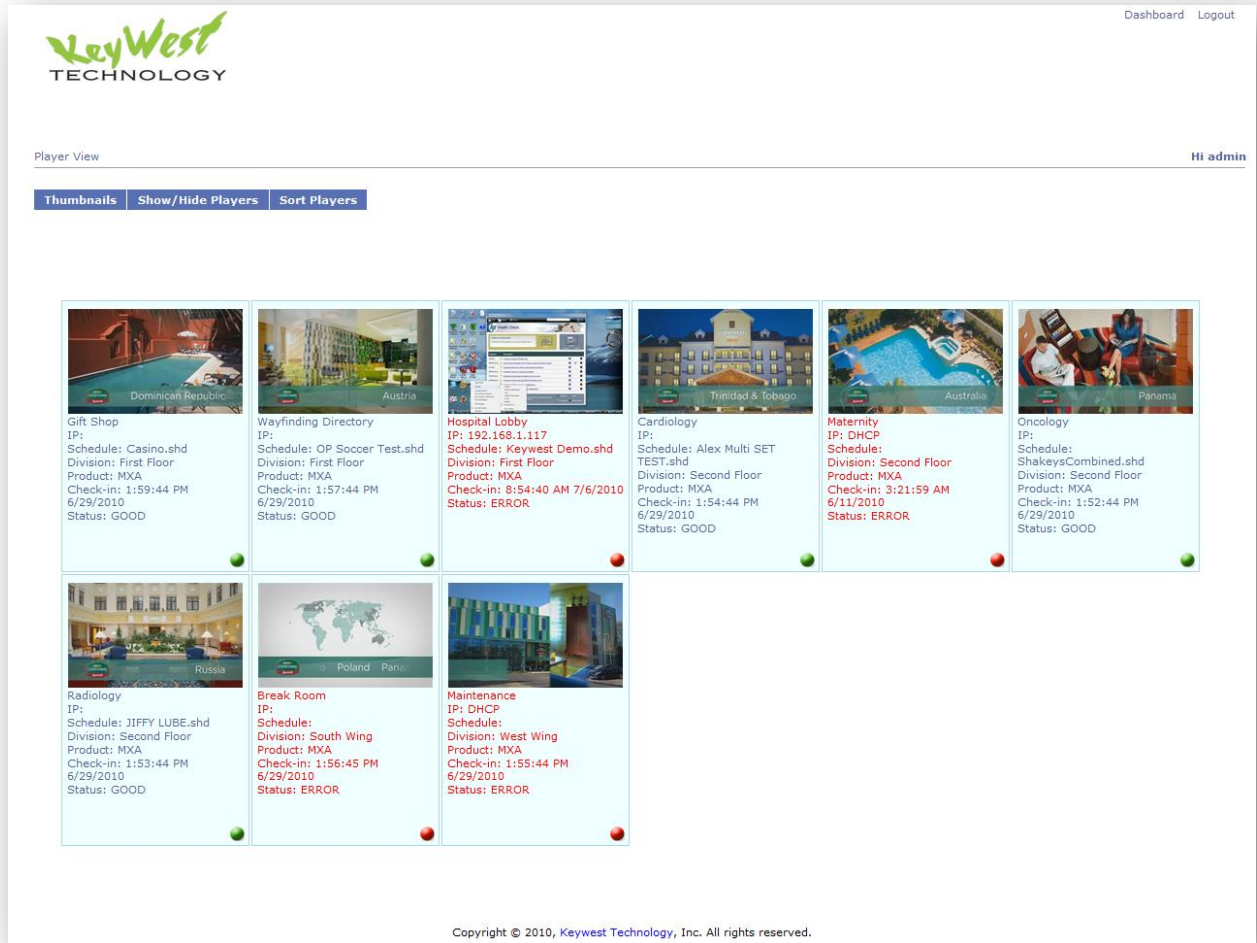 Dashboard Logout
KeyWest
TECHNOLOGY
Player View
Hi admin
Thumbnails Show/Hide Players Sort Players
Dominican Republic
Gift Shop
IP:
Schedule: Casino.shd
Division: First Floor
Product: MXA
Check-in: 1:59:44 PM
6/29/2010
Status: GOOD
Austria
Wayfinding Directory
IP:
Schedule: OP Soccer Test.shd
Division: First Floor
Product: MXA
Check-in: 1:57:44 PM
6/29/2010
Status: GOOD
Hospital Lobby
IP: 192.168.1.117
Schedule: Keywest Demo.shd
Division: First Floor
Product: MXA
Check-in: 8:54:40 AM 7/6/2010
Status: ERROR
Trinidad & Tobago
Cardiology
IP:
Schedule: Alex Multi SET
TEST.shd
Division: Second Floor
Product: MXA
Check-in: 1:54:44 PM
6/29/2010
Status: GOOD
Australia
Maternity
IP: DHCP
Schedule:
Division: Second Floor
Product: MXA
Check-in: 3:21:59 AM
6/11/2010
Status: ERROR
Panama
Oncology
IP:
Schedule:
ShakeysCombined.shd
Division: Second Floor
Product: MXA
Check-in: 1:52:44 PM
6/29/2010
Status: GOOD
Russia
Radiology
IP:
Schedule: JIFFY LUBE.shd
Division: Second Floor
Product: MXA
Check-in: 1:53:44 PM
6/29/2010
Status: GOOD
Poland Pana
Break Room
IP:
Schedule:
Division: South Wing
Product: MXA
Check-in: 1:56:45 PM
6/29/2010
Status: ERROR
Maintenance
IP: DHCP
Schedule:
Division: West Wing
Product: MXA
Check-in: 1:55:44 PM
6/29/2010
Status: ERROR
Copyright © 2010, Keywest Technology, Inc. All rights reserved.